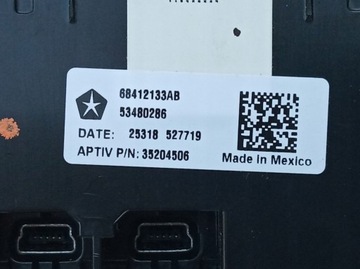 68412133AB
53480286
DATE: 25318 527719
APTIV P/N: 35204506
Made in Mexico